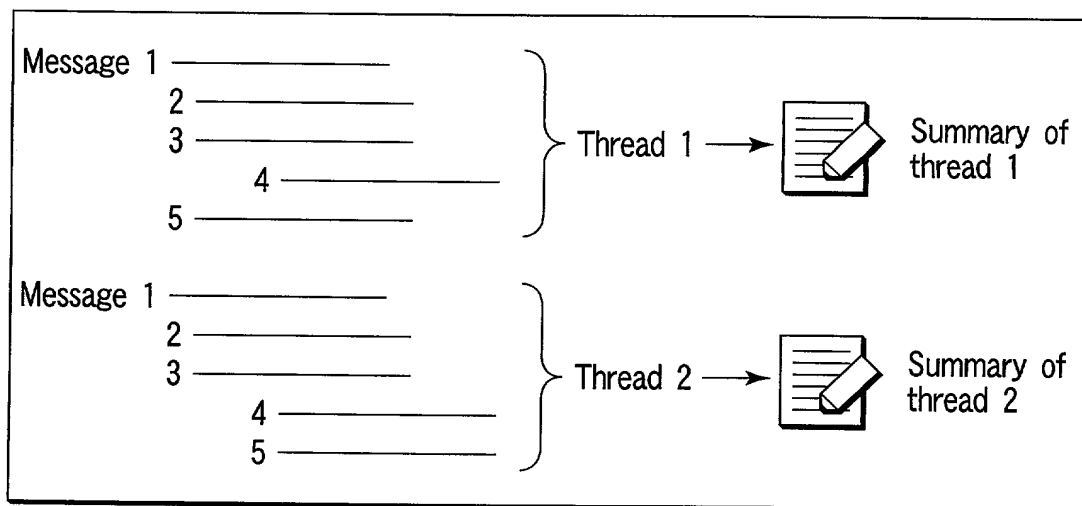 Message 1
2
3
4
5
Thread 1
Summary of
thread 1
Message 1
2
3
4
5
Thread 2
Summary of
thread 2